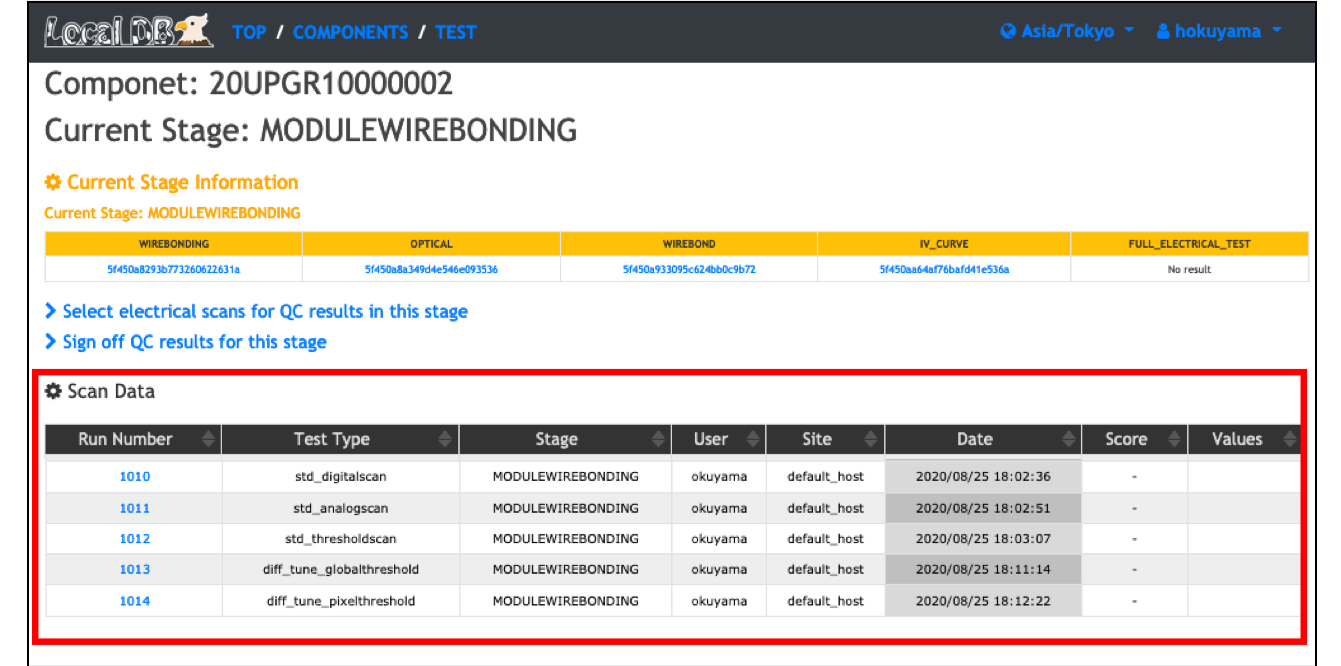 Local DB TOP / COMPONENTS / TEST Asia/Tokyo hokuyama
Componet: 20UPGR10000002
Current Stage: MODULEWIREBONDING
Current Stage Information
Current Stage: MODULEWIREBONDING
WIREBONDING OPTICAL WIREBOND IV_CURVE FULL_ELECTRICAL_TEST
5f450a8293b773260622631a 5f450a8a349d4e546e093536 5f450a933095c624bb0c9b72 5f450aa64af76bafd41e536a No result
Select electrical scans for QC results in this stage
Sign off QC results for this stage
Scan Data
Run Number Test Type Stage User Site Date Score Values
1010 std_digitalscan MODULEWIREBONDING okuyama default_host 2020/08/25 18:02:36 -
1011 std_analogscan MODULEWIREBONDING okuyama default_host 2020/08/25 18:02:51 -
1012 std_thresholdscan MODULEWIREBONDING okuyama default_host 2020/08/25 18:03:07 -
1013 diff_tune_globalthreshold MODULEWIREBONDING okuyama default_host 2020/08/25 18:11:14 -
1014 diff_tune_pixelthreshold MODULEWIREBONDING okuyama default_host 2020/08/25 18:12:22 -